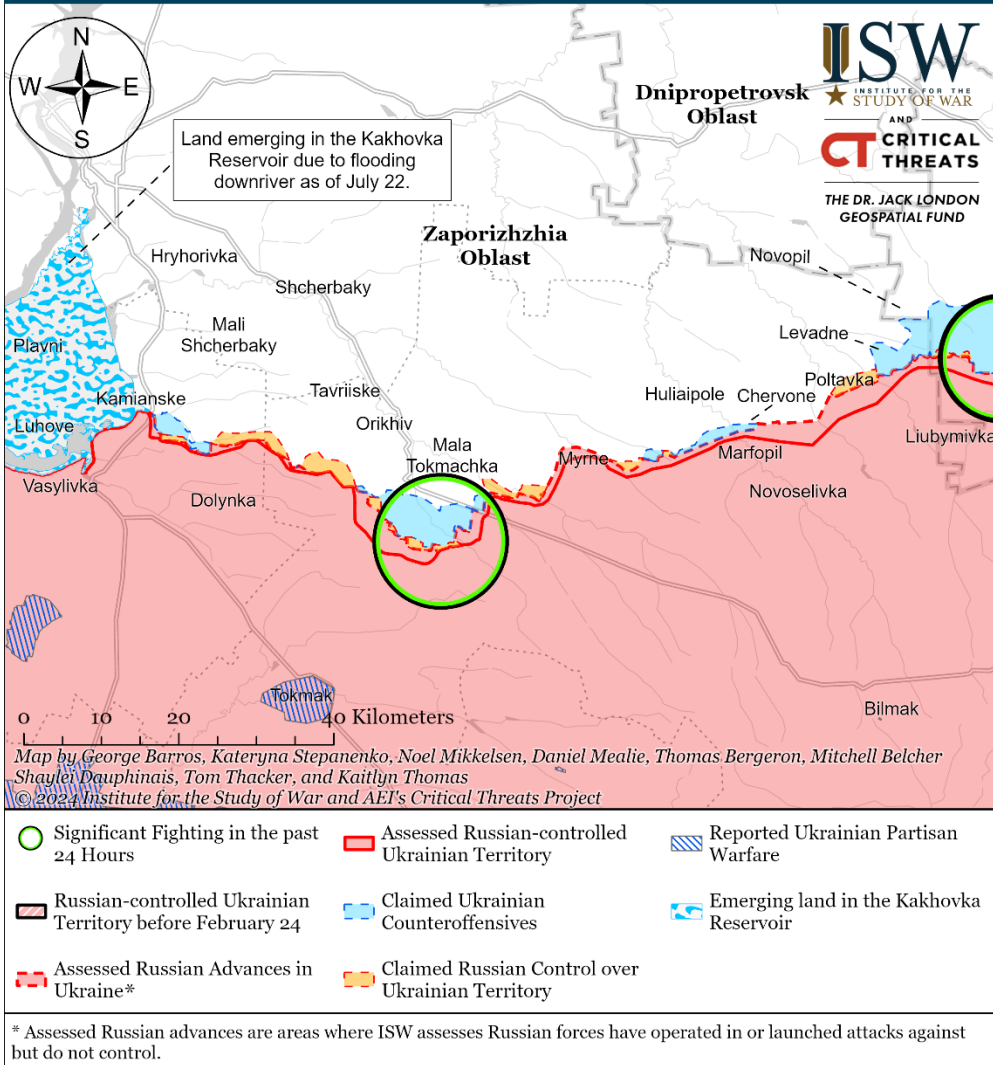 N
W
E
S
ISW
INSTITUTE FOR THE
STUDY OF WAR
AND
CT CRITICAL
THREATS
THE DR. JACK LONDON
GEOSPATIAL FUND
Dnipropetrovsk
Oblast
Land emerging in the Kakhovka
Reservoir due to flooding
downriver as of July 22.
Zaporizhzhia
Oblast
Hryhorivka
Novopil
Shcherbaky
Mali
Shcherbaky
Levadne
Plavni
Poltavka
Tavriiske
Huliaipole
Chervone
Kamianske
Orikhiv
Luhove
Mala
Tokmachka
Liubymivka
Myrne
Marfopil
Vasylivka
Dolynka
Novoselivka
Tokmak
Bilmak
0 10 20 40 Kilometers
Map by George Barros, Kateryna Stepanenko, Noel Mikkelsen, Daniel Mealie, Thomas Bergeron, Mitchell Belcher
Shaylei Dauphinais, Tom Thacker, and Kaitlyn Thomas
© 2024 Institute for the Study of War and AEI's Critical Threats Project
Significant Fighting in the past
24 Hours
Assessed Russian-controlled
Ukrainian Territory
Reported Ukrainian Partisan
Warfare
Russian-controlled Ukrainian
Territory before February 24
Claimed Ukrainian
Counteroffensives
Emerging land in the Kakhovka
Reservoir
Assessed Russian Advances in
Ukraine*
Claimed Russian Control over
Ukrainian Territory
* Assessed Russian advances are areas where ISW assesses Russian forces have operated in or launched attacks against
but do not control.